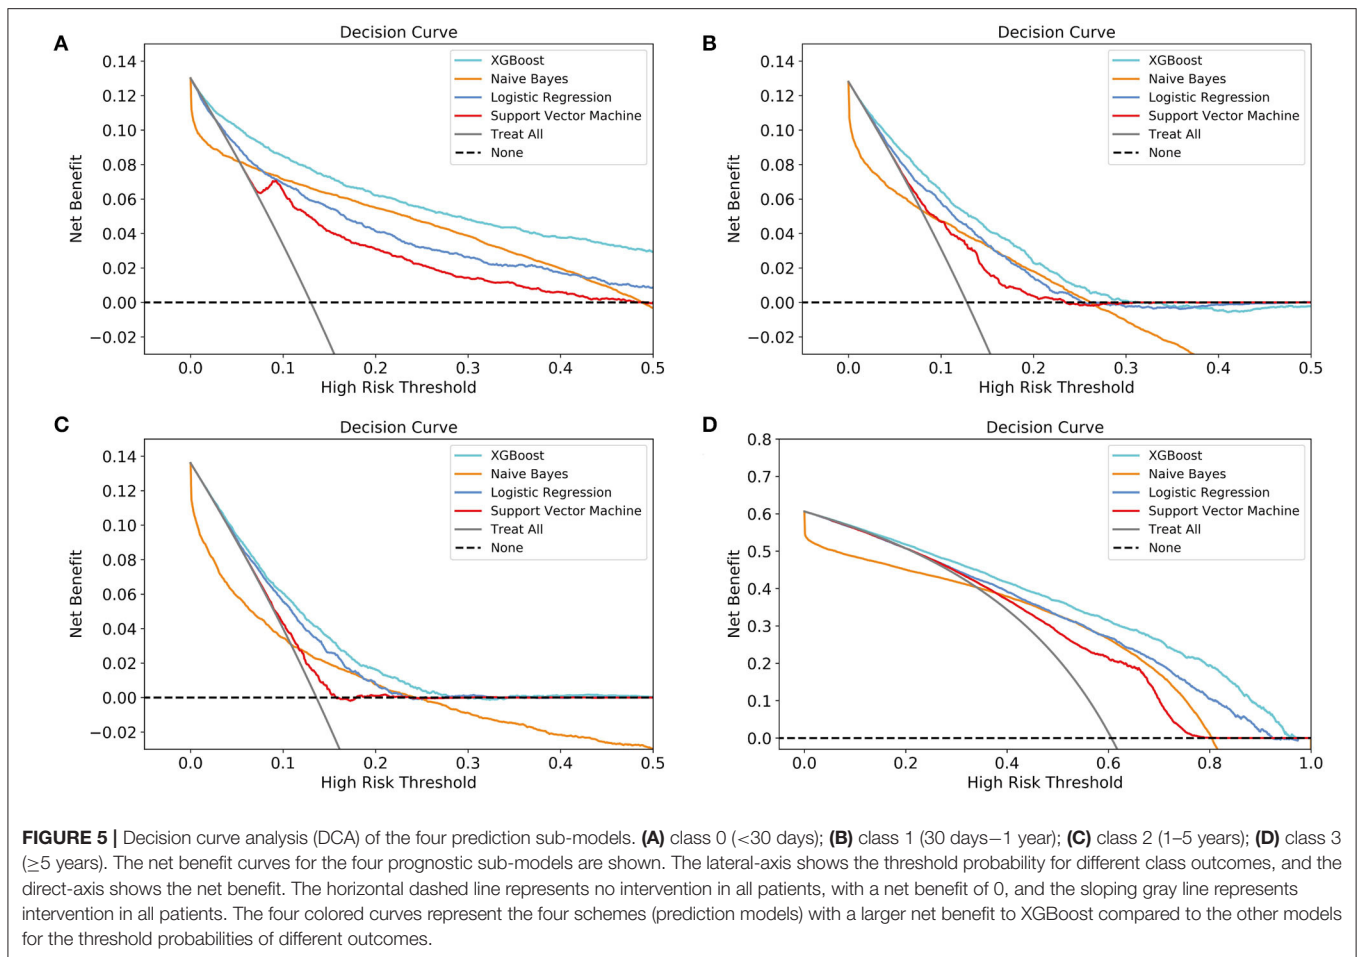 A
Decision Curve
0.14
0.12
0.10
0.08
0.06
0.04
0.02
0.00
−0.02
Net Benefit
XGBoost
Naive Bayes
Logistic Regression
Support Vector Machine
Treat All
None
0.0 0.1 0.2 0.3 0.4 0.5
High Risk Threshold
B
Decision Curve
0.14
0.12
0.10
0.08
0.06
0.04
0.02
0.00
−0.02
Net Benefit
XGBoost
Naive Bayes
Logistic Regression
Support Vector Machine
Treat All
None
0.0 0.1 0.2 0.3 0.4 0.5
High Risk Threshold
C
Decision Curve
0.14
0.12
0.10
0.08
0.06
0.04
0.02
0.00
−0.02
Net Benefit
XGBoost
Naive Bayes
Logistic Regression
Support Vector Machine
Treat All
None
0.0 0.1 0.2 0.3 0.4 0.5
High Risk Threshold
D
Decision Curve
0.8
0.7
0.6
0.5
0.4
0.3
0.2
0.1
0.0
Net Benefit
XGBoost
Naive Bayes
Logistic Regression
Support Vector Machine
Treat All
None
0.0 0.2 0.4 0.6 0.8 1.0
High Risk Threshold
FIGURE 5 | Decision curve analysis (DCA) of the four prediction sub-models. (A) class 0 (<30 days); (B) class 1 (30 days−1 year); (C) class 2 (1–5 years); (D) class 3
(≥5 years). The net benefit curves for the four prognostic sub-models are shown. The lateral-axis shows the threshold probability for different class outcomes, and the
direct-axis shows the net benefit. The horizontal dashed line represents no intervention in all patients, with a net benefit of 0, and the sloping gray line represents
intervention in all patients. The four colored curves represent the four schemes (prediction models) with a larger net benefit to XGBoost compared to the other models
for the threshold probabilities of different outcomes.